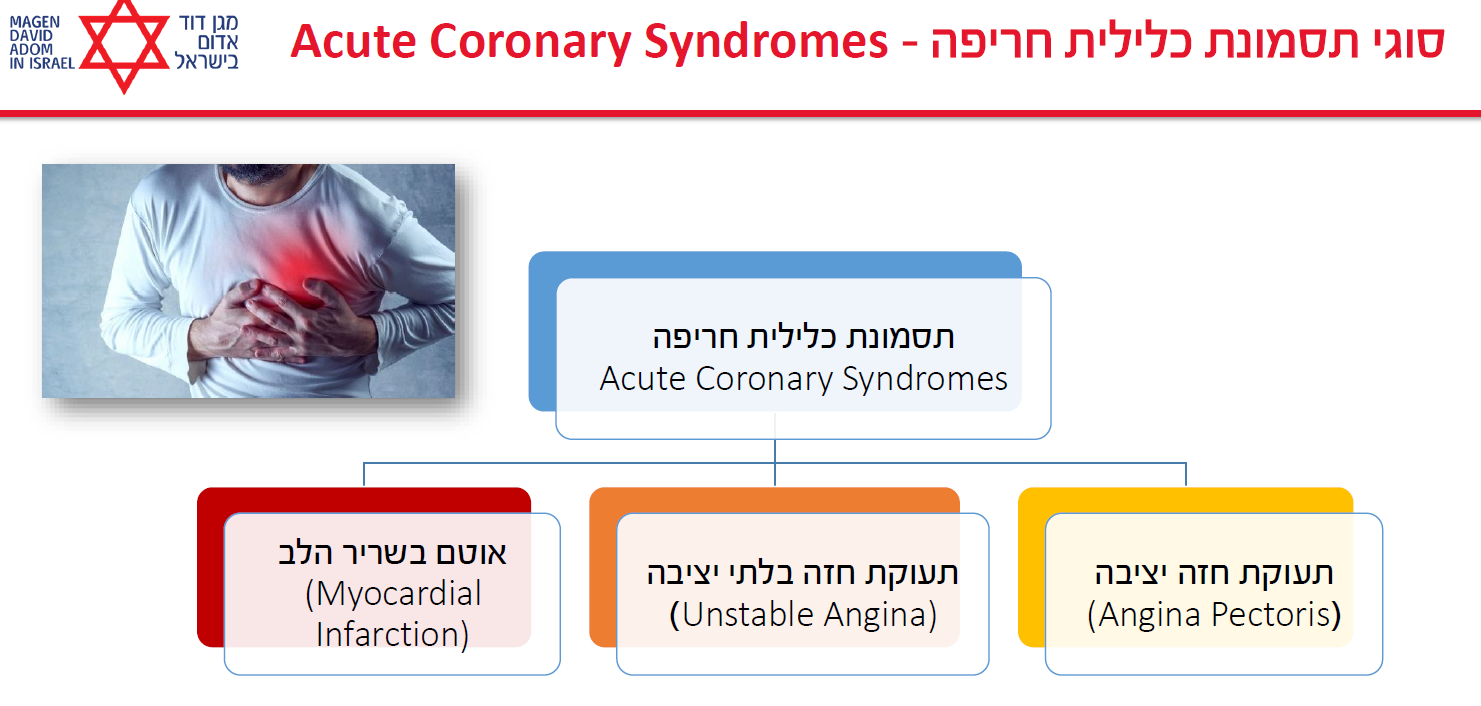 MAGEN
DAVID
ADOM
IN ISRAEL
מגן דוד
אדום
בישראל
סוגי תסמונת כלילית חריפה - Acute Coronary Syndromes
תסמונת כלילית חריפה
Acute Coronary Syndromes
תעוקת חזה יציבה
(Angina Pectoris)
תעוקת חזה בלתי יציבה
(Unstable Angina)
אוטם בשריר הלב
(Myocardial
Infarction)